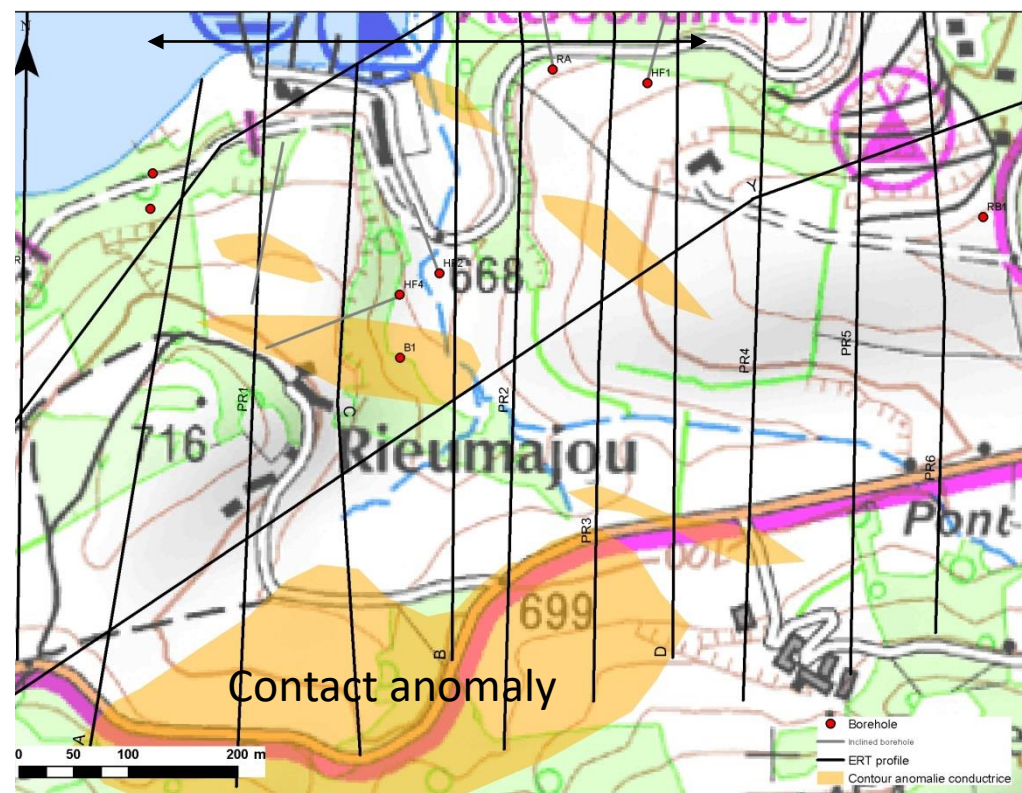 N
RA
HF1
Y
RB1
R
HF2
668
HF4
B1
PR5
PR4
PR1
PR2
C
716
Rieumajou
PR6
PR3
Pont-
700
699
B
D
Contact anomaly
A
0 50 100 200 m
Borehole
Inclined borehole
ERT profile
Contour anomalie conductrice